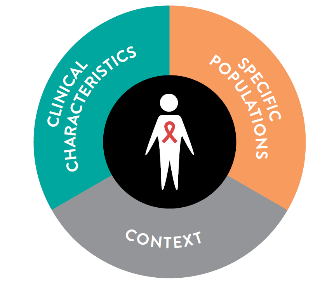 CLINICAL
CHARACTERISTICS
SPECIFIC
POPULATIONS
CONTEXT